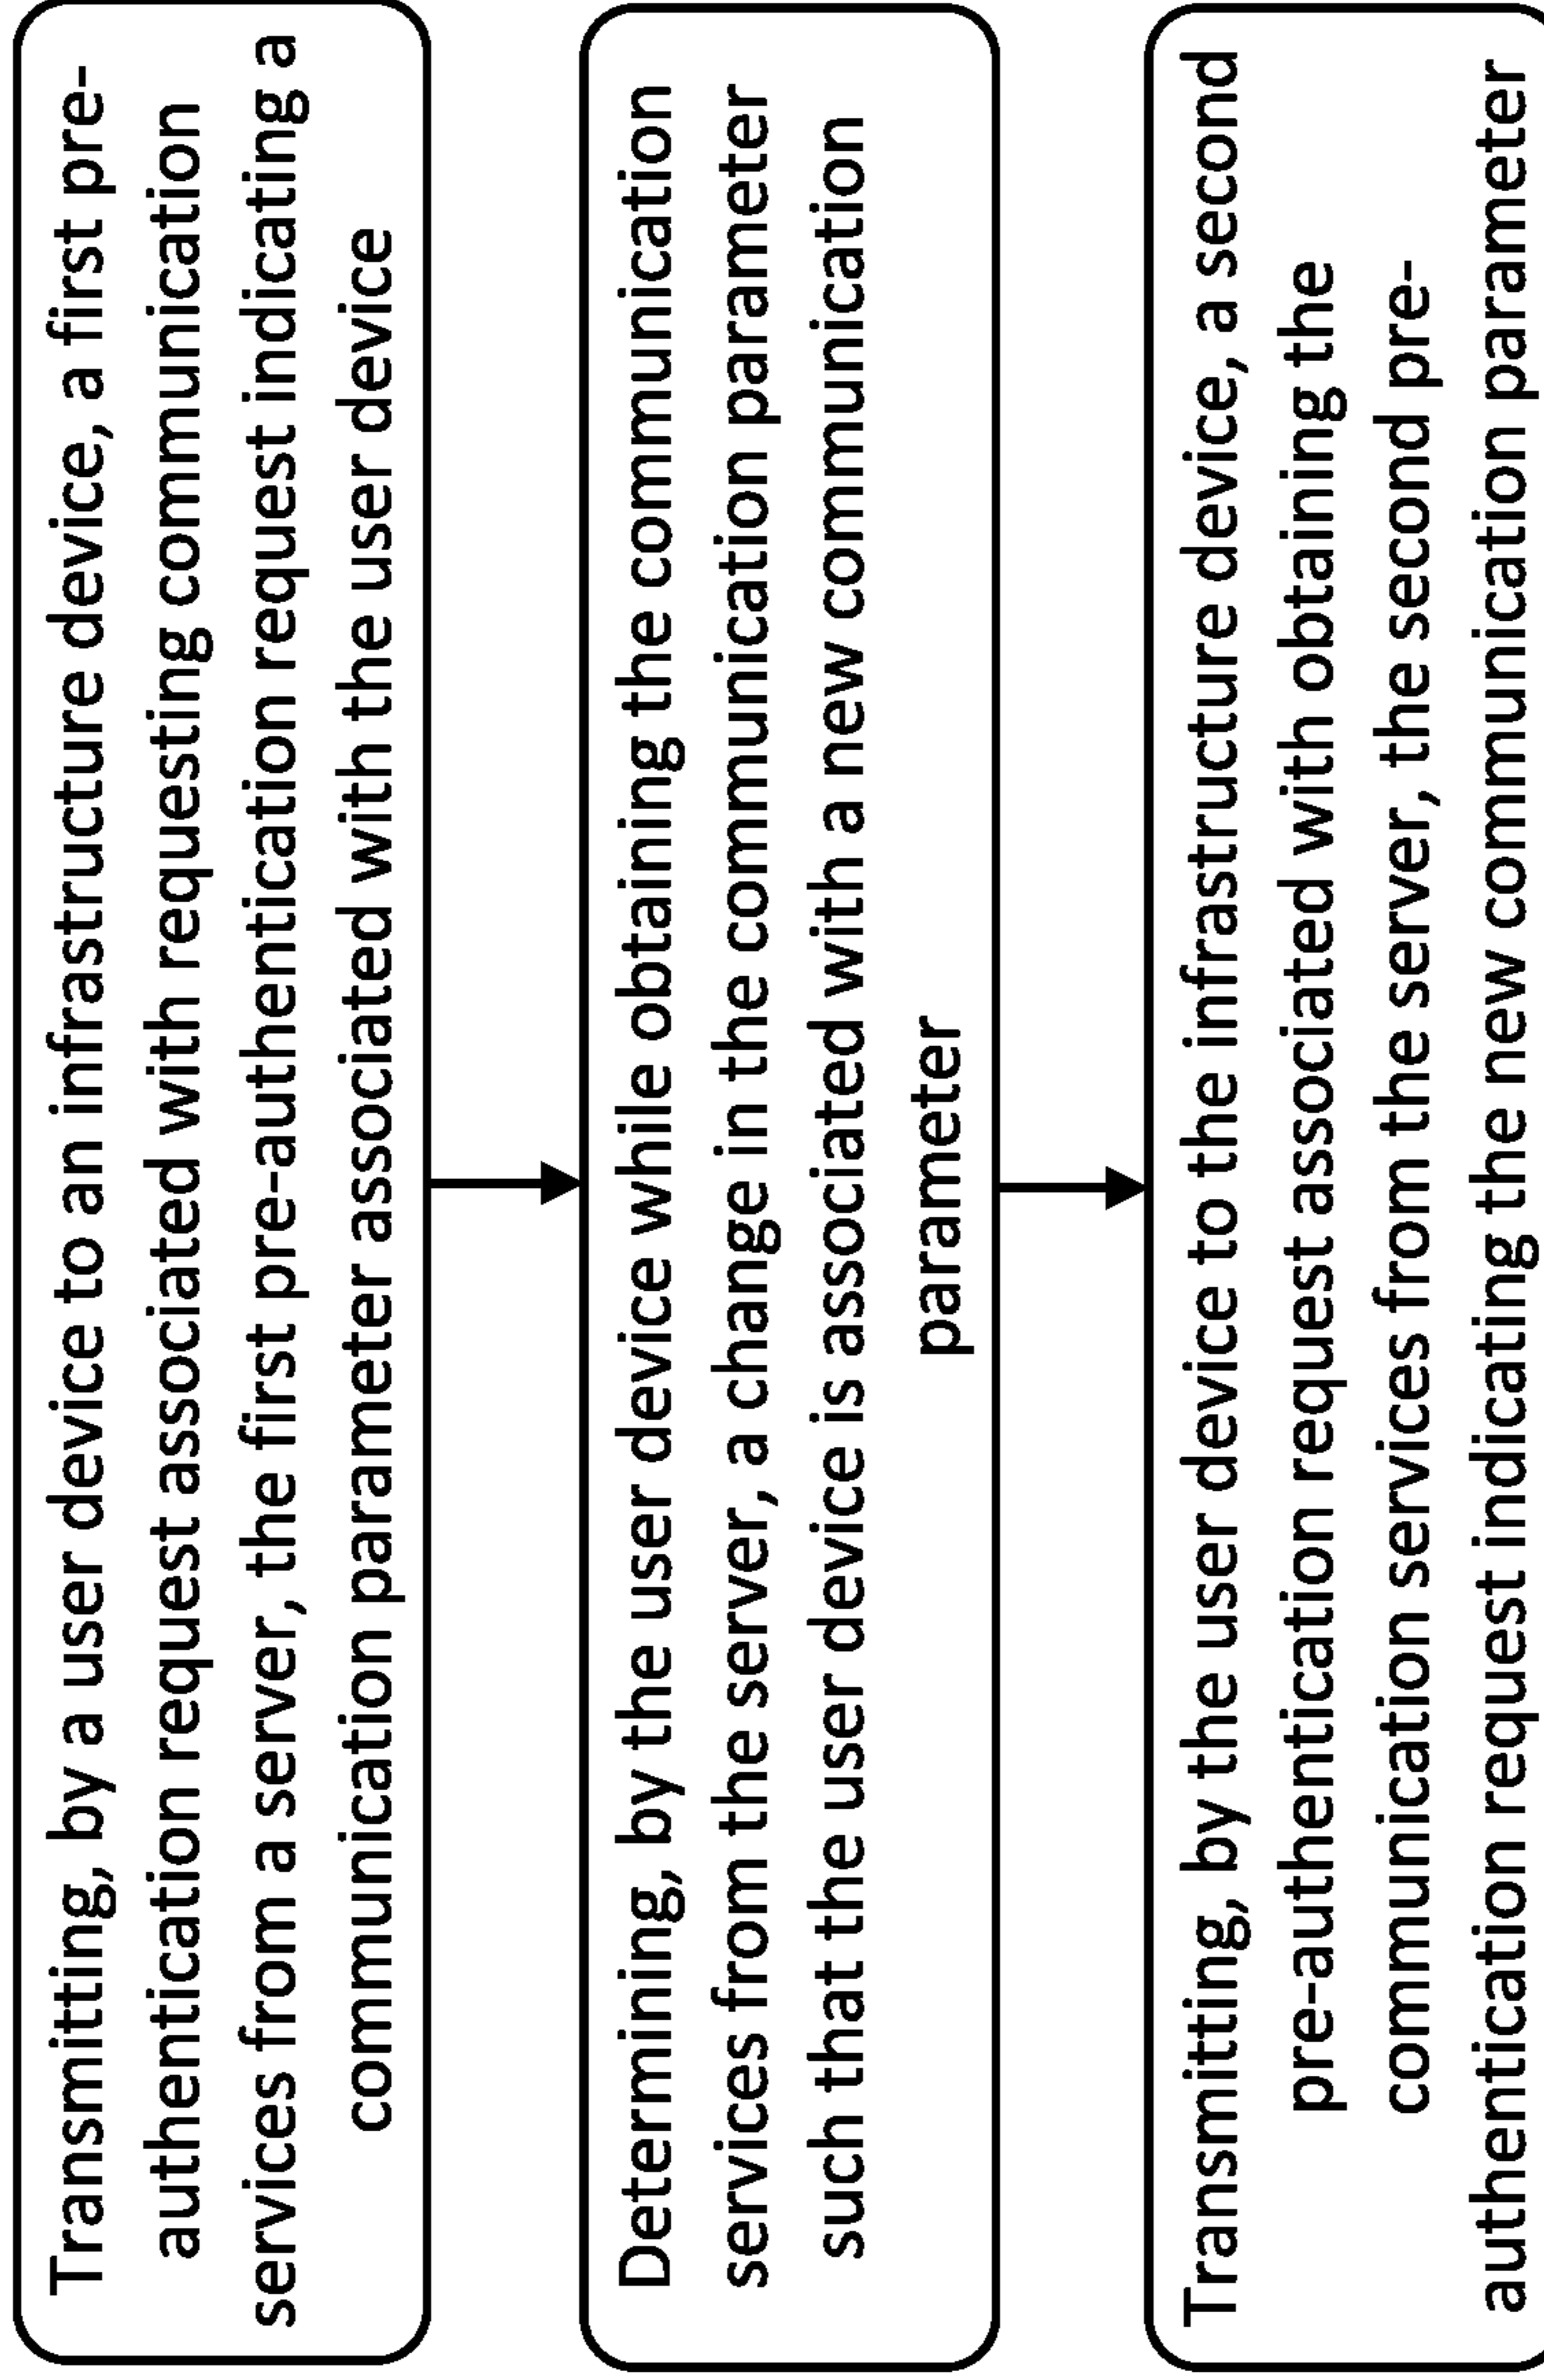 Transmitting, by a user device to an infrastructure device, a first pre-
authentication request associated with requesting communication
services from a server, the first pre-authentication request indicating a
communication parameter associated with the user device
Determining, by the user device while obtaining the communication
services from the server, a change in the communication parameter
such that the user device is associated with a new communication
parameter
Transmitting, by the user device to the infrastructure device, a second
pre-authentication request associated with obtaining the
communication services from the server, the second pre-
authentication request indicating the new communication parameter